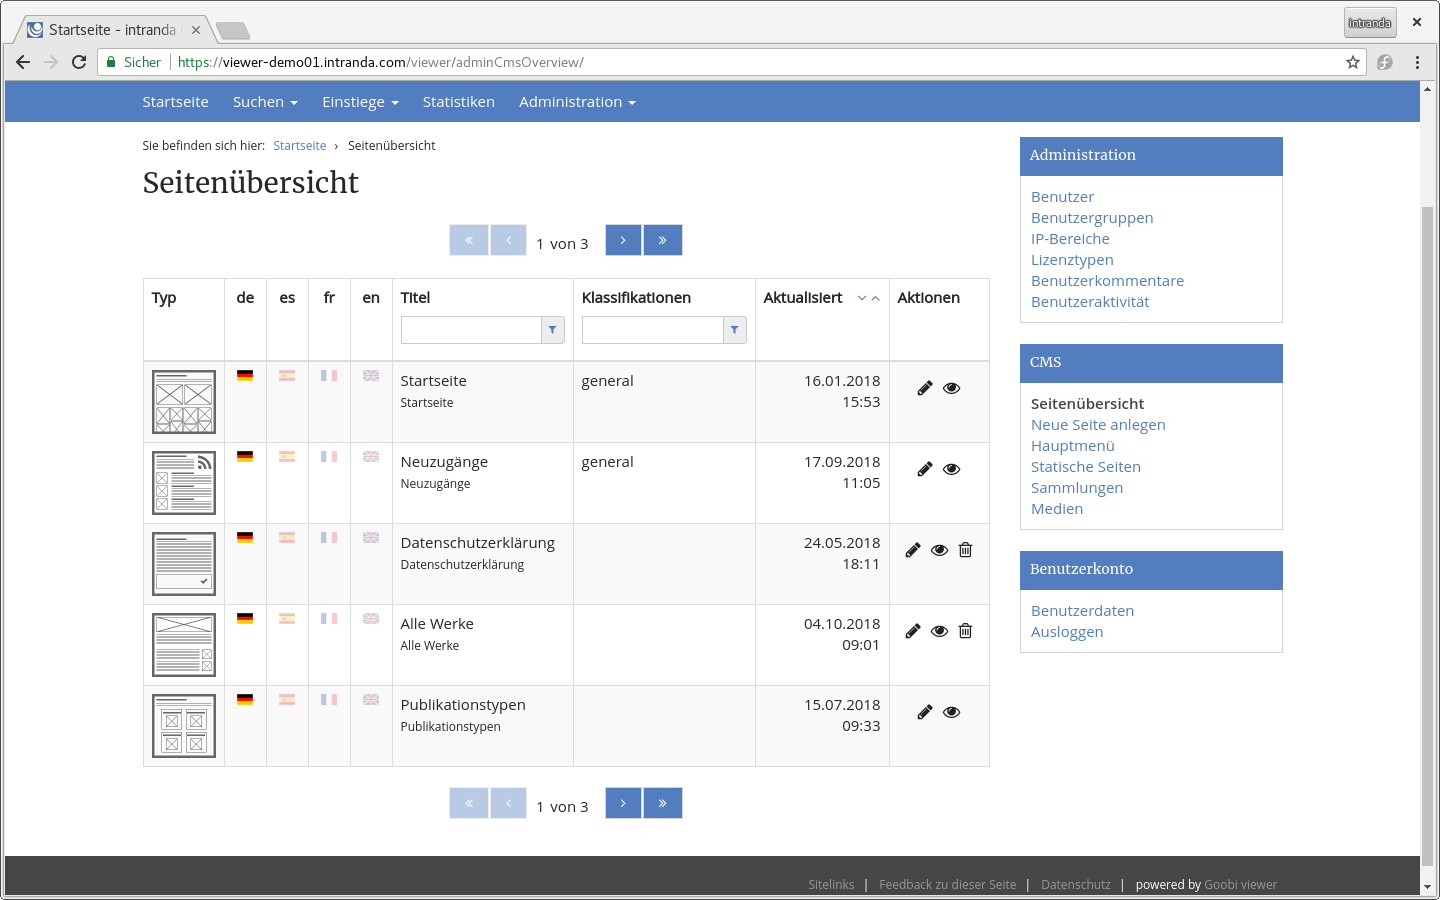 Startseite - intranda
intranda
Sicher
https://viewer-demo01.intranda.com/viewer/adminCmsOverview/
Startseite Suchen Einstiege Statistiken Administration
Sie befinden sich hier: Startseite › Seitenübersicht
Seitenübersicht
« ‹ 1 von 3 › »
Typ de es fr en Titel Klassifikationen Aktualisiert Aktionen
Startseite general 16.01.2018
Startseite 15:53
Neuzugänge general 17.09.2018
Neuzugänge 11:05
Datenschutzerklärung 24.05.2018
Datenschutzerklärung 18:11
Alle Werke 04.10.2018
Alle Werke 09:01
Publikationstypen 15.07.2018
Publikationstypen 09:33
« ‹ 1 von 3 › »
Administration
Benutzer
Benutzergruppen
IP-Bereiche
Lizenztypen
Benutzerkommentare
Benutzeraktivität
CMS
Seitenübersicht
Neue Seite anlegen
Hauptmenü
Statische Seiten
Sammlungen
Medien
Benutzerkonto
Benutzerdaten
Ausloggen
Sitelinks | Feedback zu dieser Seite | Datenschutz | powered by Goobi viewer